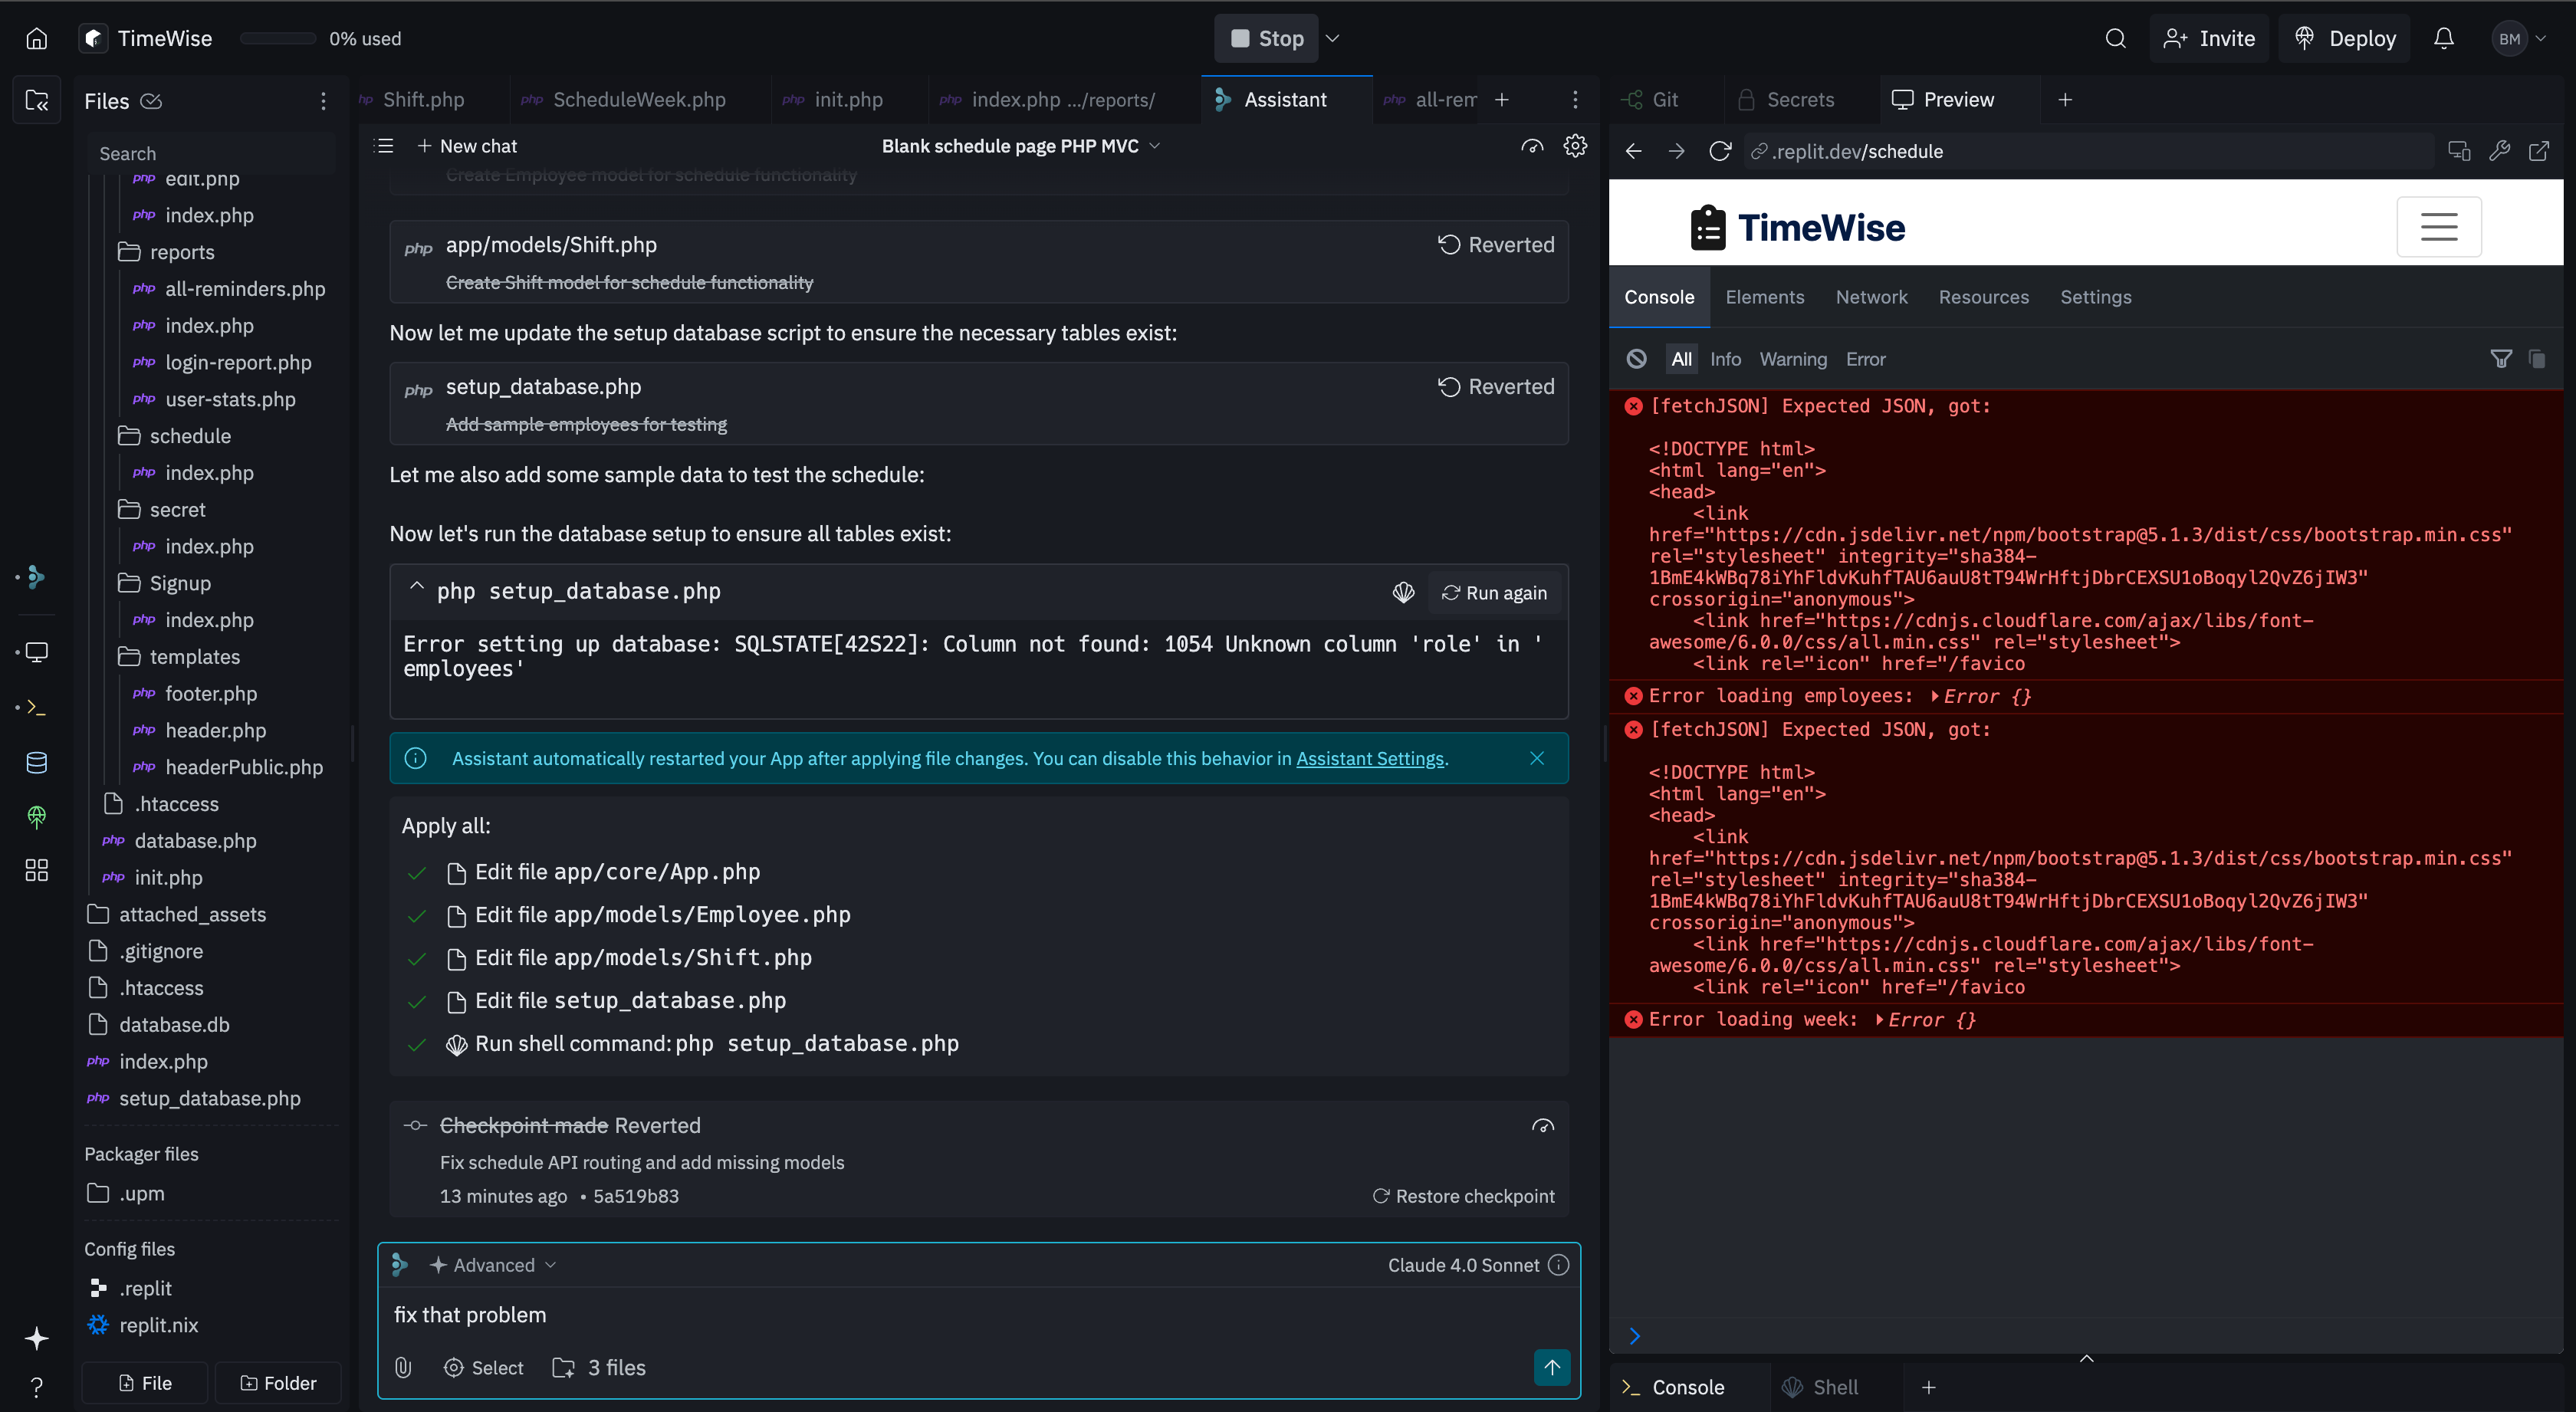 TimeWise
0% used
Stop
Invite
Deploy
BM
Files
Search
edit.php
index.php
reports
all-reminders.php
index.php
login-report.php
user-stats.php
schedule
index.php
secret
index.php
Signup
index.php
templates
footer.php
header.php
headerPublic.php
.htaccess
database.php
init.php
attached_assets
.gitignore
.htaccess
database.db
index.php
setup_database.php
Packager files
.upm
Config files
.replit
replit.nix
File
Folder
Shift.php
ScheduleWeek.php
init.php
index.php .../reports/
Assistant
all-rem
New chat
Blank schedule page PHP MVC
Create Employee model for schedule functionality
php app/models/Shift.php
Reverted
Create Shift model for schedule functionality
Now let me update the setup database script to ensure the necessary tables exist:
php setup_database.php
Reverted
Add sample employees for testing
Let me also add some sample data to test the schedule:
Now let's run the database setup to ensure all tables exist:
php setup_database.php
Run again
Error setting up database: SQLSTATE[42S22]: Column not found: 1054 Unknown column 'role' in '
employees'
Assistant automatically restarted your App after applying file changes. You can disable this behavior in Assistant Settings.
Apply all:
Edit file app/core/App.php
Edit file app/models/Employee.php
Edit file app/models/Shift.php
Edit file setup_database.php
Run shell command: php setup_database.php
Checkpoint made Reverted
Fix schedule API routing and add missing models
13 minutes ago • 5a519b83
Restore checkpoint
Advanced
Claude 4.0 Sonnet
fix that problem
Select
3 files
Git
Secrets
Preview
.replit.dev/schedule
TimeWise
Console
Elements
Network
Resources
Settings
All
Info
Warning
Error
[fetchJSON] Expected JSON, got:
<!DOCTYPE html>
<html lang="en">
<head>
<link
href="https://cdn.jsdelivr.net/npm/bootstrap@5.1.3/dist/css/bootstrap.min.css"
rel="stylesheet" integrity="sha384-
1BmE4kWBq78iYhFldvKuhfTAU6auU8tT94WrHftjDbrCEXSU1oBoqyl2QvZ6jIW3"
crossorigin="anonymous">
<link href="https://cdnjs.cloudflare.com/ajax/libs/font-
awesome/6.0.0/css/all.min.css" rel="stylesheet">
<link rel="icon" href="/favico
Error loading employees: Error {}
[fetchJSON] Expected JSON, got:
<!DOCTYPE html>
<html lang="en">
<head>
<link
href="https://cdn.jsdelivr.net/npm/bootstrap@5.1.3/dist/css/bootstrap.min.css"
rel="stylesheet" integrity="sha384-
1BmE4kWBq78iYhFldvKuhfTAU6auU8tT94WrHftjDbrCEXSU1oBoqyl2QvZ6jIW3"
crossorigin="anonymous">
<link href="https://cdnjs.cloudflare.com/ajax/libs/font-
awesome/6.0.0/css/all.min.css" rel="stylesheet">
<link rel="icon" href="/favico
Error loading week: Error {}
Console
Shell